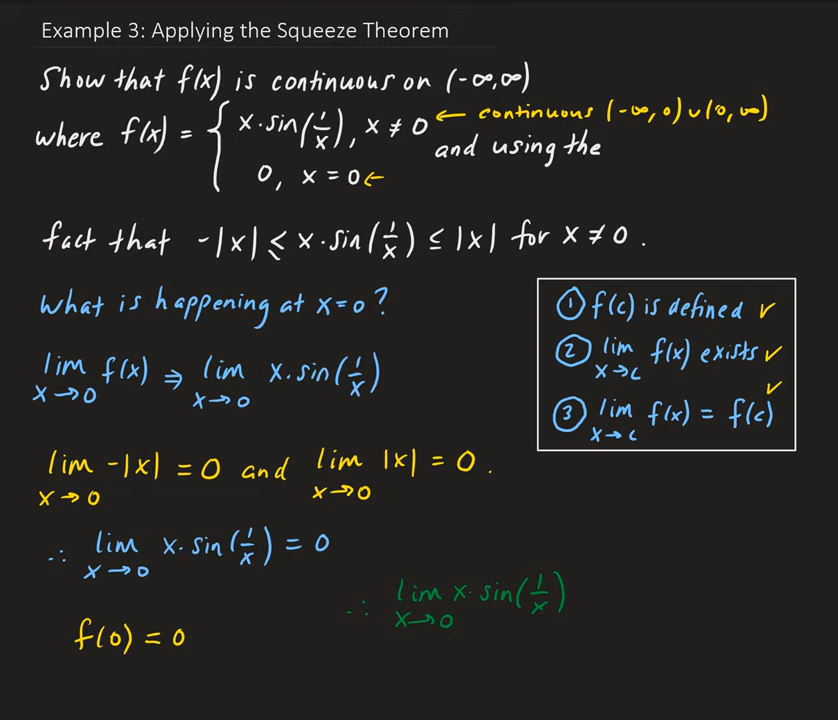 Example 3: Applying the Squeeze Theorem
Show that f(x) is continuous on (-∞,∞)
where f(x) = { x·sin(1/x), x ≠ 0 ← continuous (-∞, 0) ∪ (0, ∞)
0, x = 0 ← and using the
fact that -|x| ≤ x·sin(1/x) ≤ |x| for x ≠ 0.
What is happening at x=0?
lim x→0 f(x) ⇒ lim x→0 x·sin(1/x)
lim x→0 -|x| = 0 and lim x→0 |x| = 0.
∴ lim x→0 x·sin(1/x) = 0
f(0) = 0
① f(c) is defined ✓
② lim x→c f(x) exists ✓
③ lim x→c f(x) = f(c) ✓
∴ lim x→0 x·sin(1/x)